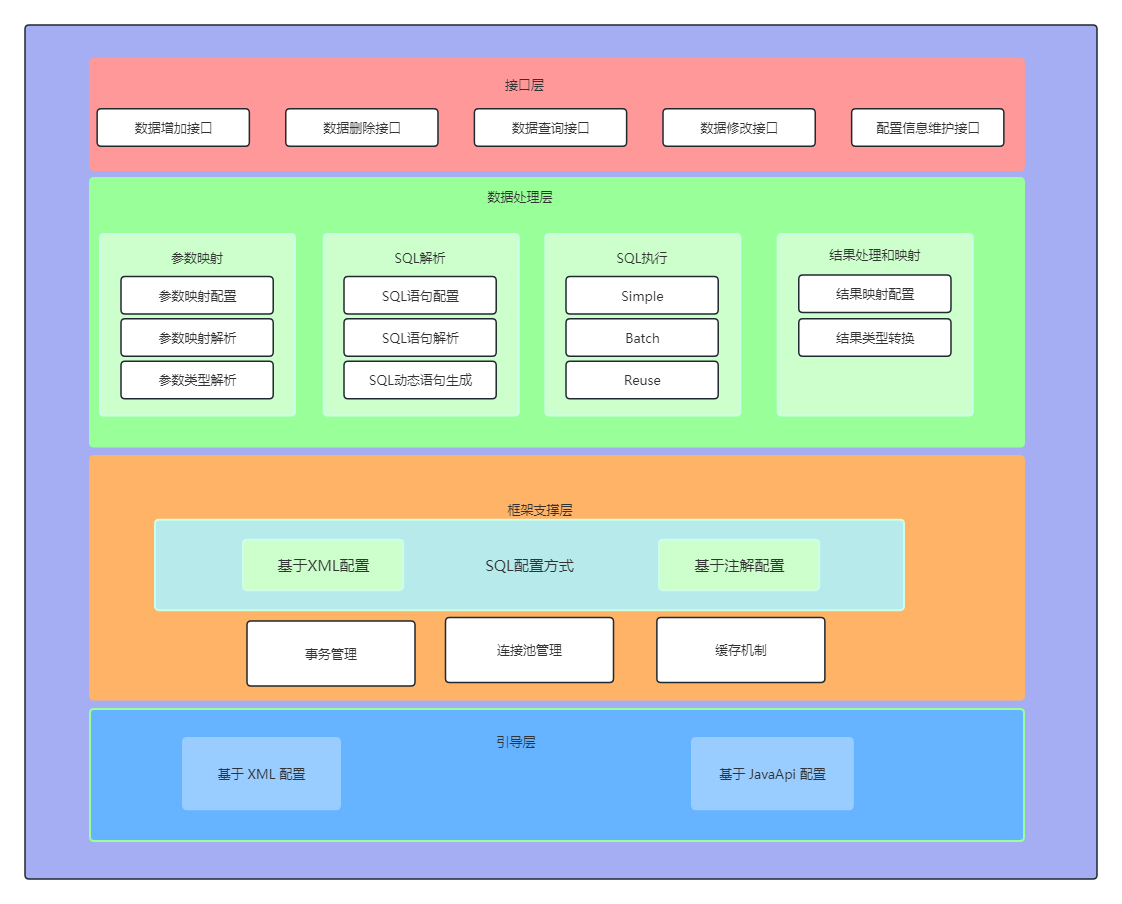 接口层
数据增加接口
数据删除接口
数据查询接口
数据修改接口
配置信息维护接口
数据处理层
参数映射
参数映射配置
参数映射解析
参数类型解析
SQL解析
SQL语句配置
SQL语句解析
SQL动态语句生成
SQL执行
Simple
Batch
Reuse
结果处理和映射
结果映射配置
结果类型转换
框架支撑层
基于XML配置
SQL配置方式
基于注解配置
事务管理
连接池管理
缓存机制
引导层
基于 XML 配置
基于 JavaApi 配置